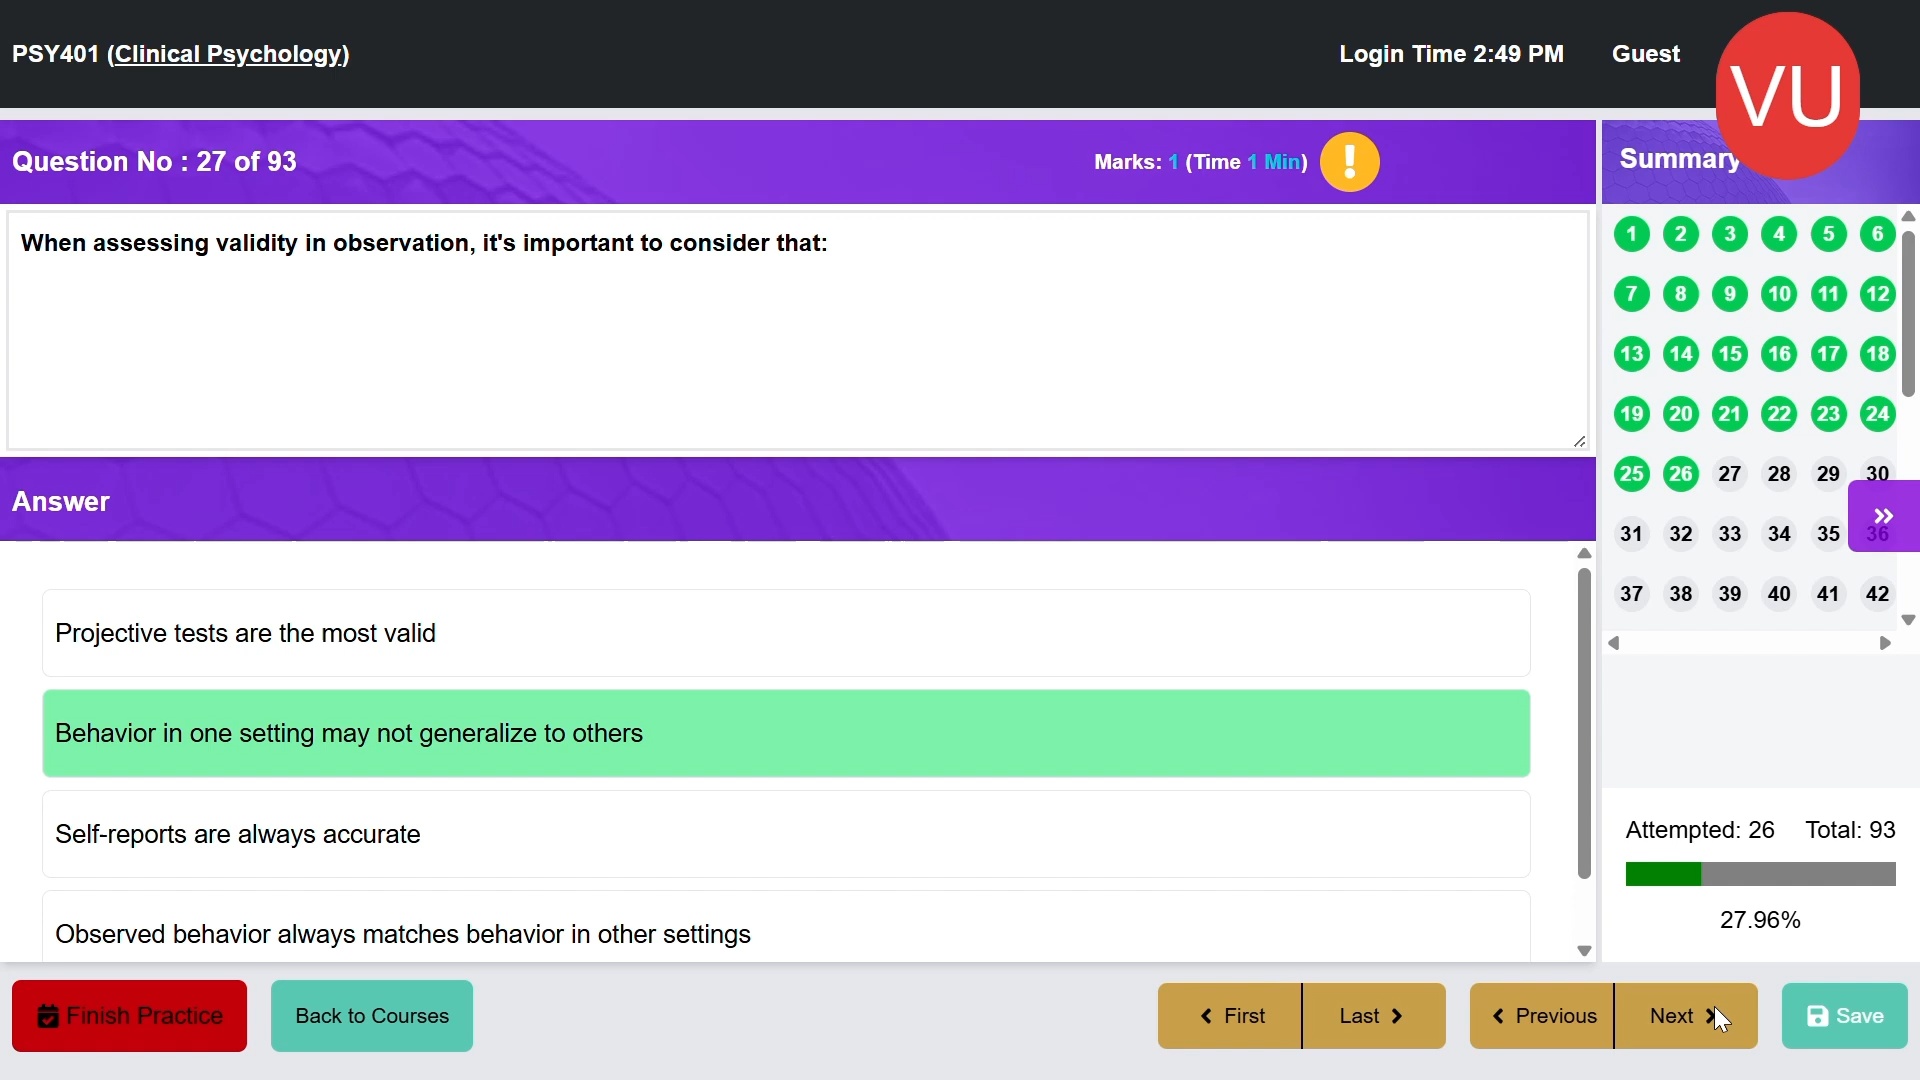 PSY401 (Clinical Psychology)
Login Time 2:49 PM
Guest
VU
Question No : 27 of 93
Marks: 1 (Time 1 Min)
Summary
When assessing validity in observation, it's important to consider that:
1 2 3 4 5 6
7 8 9 10 11 12
13 14 15 16 17 18
19 20 21 22 23 24
25 26 27 28 29 30
31 32 33 34 35 36
37 38 39 40 41 42
Answer
Projective tests are the most valid
Behavior in one setting may not generalize to others
Self-reports are always accurate
Observed behavior always matches behavior in other settings
Attempted: 26 Total: 93
27.96%
Finish Practice
Back to Courses
First
Last
Previous
Next
Save